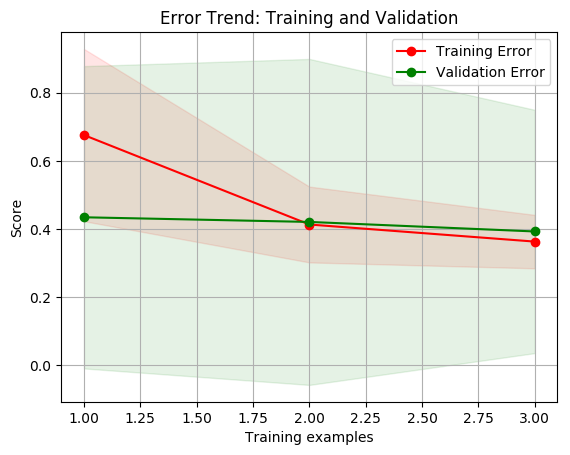 Error Trend: Training and Validation
Training Error
Validation Error
Score
0.8
0.6
0.4
0.2
0.0
1.00 1.25 1.50 1.75 2.00 2.25 2.50 2.75 3.00
Training examples